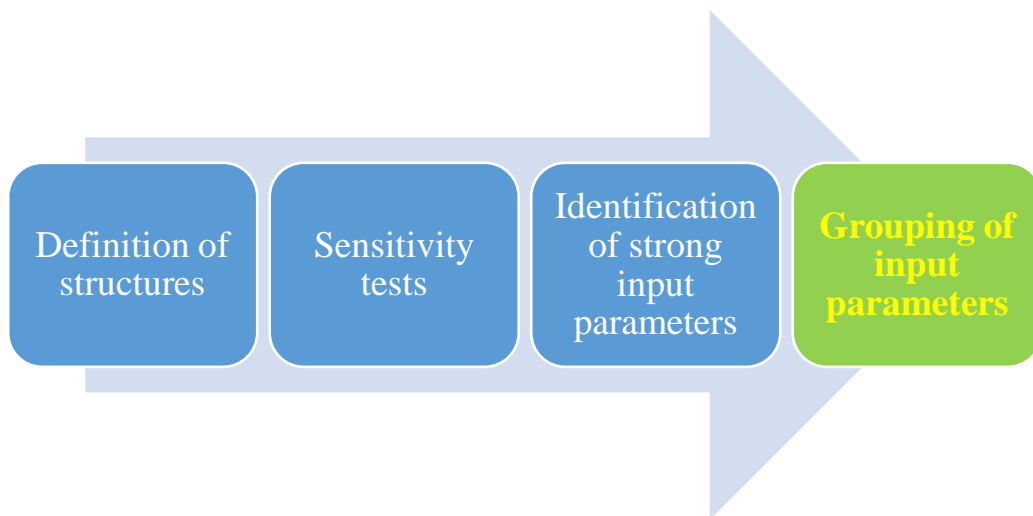 Definition of
structures
Sensitivity
tests
Identification
of strong
input
parameters
Grouping of
input
parameters